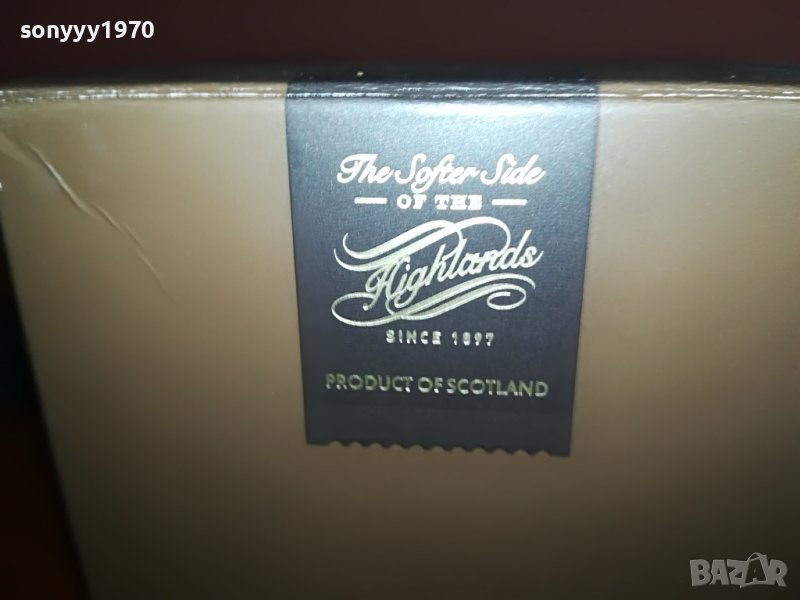 sonyyy1970
The Softer Side
OF THE
Highlands
SINCE 1897
PRODUCT OF SCOTLAND
BAZAR